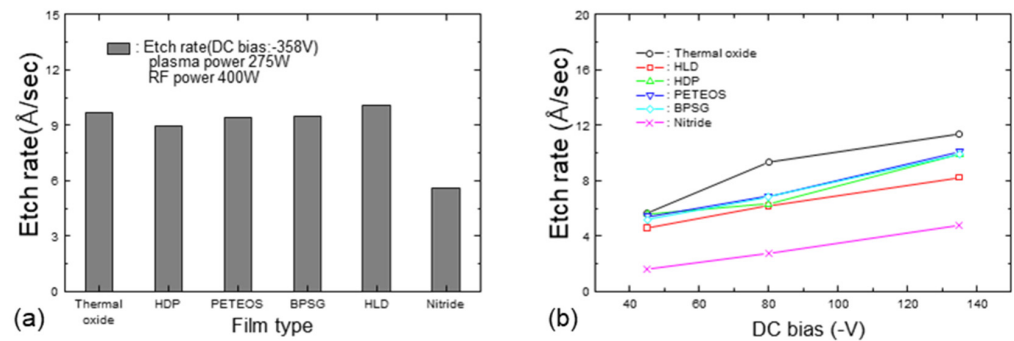 15
12
9
6
3
0
Etch rate(Å/sec)
: Etch rate(DC bias:-358V)
plasma power 275W
RF power 400W
Thermal
oxide
HDP
PETEOS
BPSG
HLD
Nitride
Film type
(a)
20
16
12
8
4
0
Etch rate (Å/sec)
: Thermal oxide
: HLD
: HDP
: PETEOS
: BPSG
: Nitride
40
60
80
100
120
140
DC bias (-V)
(b)